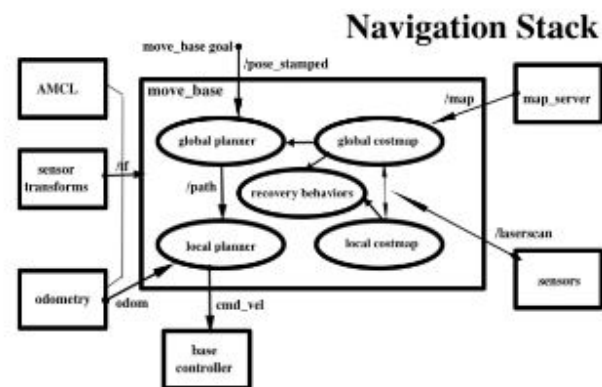 Navigation Stack
move_base goal
/pose_stamped
AMCL
move_base
/map
map_server
global planner
global costmap
sensor
transforms
/tf
/path
recovery behaviors
local planner
local costmap
/laserscan
odometry
odom
sensors
cmd_vel
base
controller